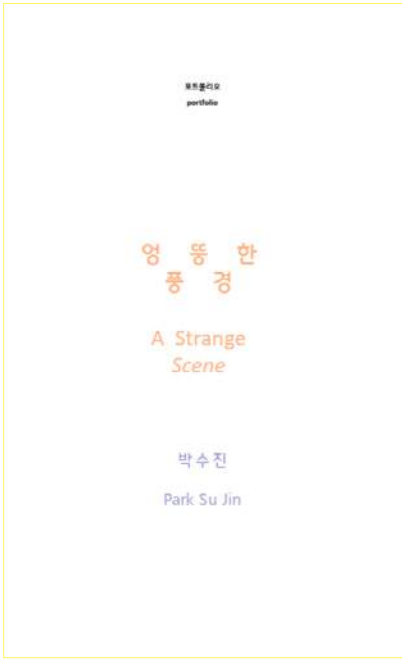 포트폴리오
portfolio
엉 뚱 한
풍 경
A Strange
Scene
박수진
Park Su Jin